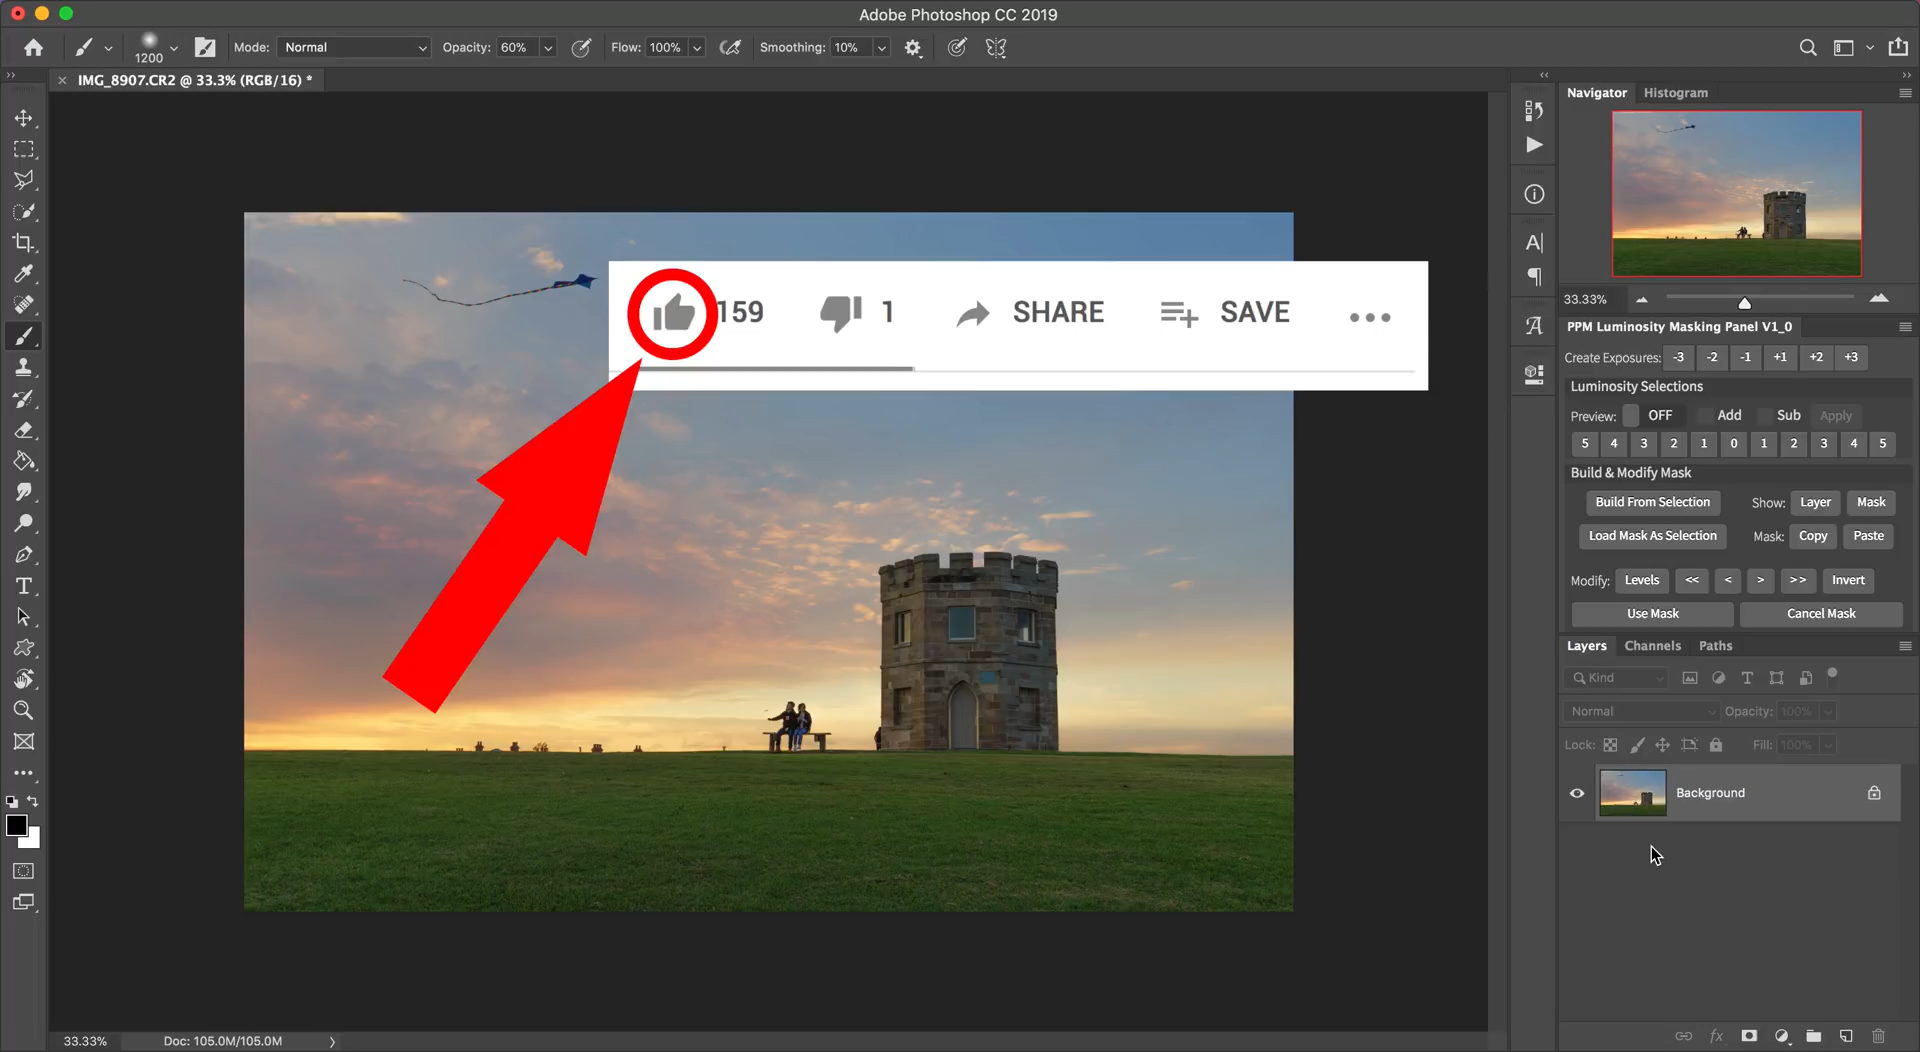 Adobe Photoshop CC 2019
1200 Mode: Normal Opacity: 60% Flow: 100% Smoothing: 10%
IMG_8907.CR2 @ 33.3% (RGB/16) *
159 1 SHARE SAVE
Navigator Histogram
33.33%
PPM Luminosity Masking Panel V1_0
Create Exposures: -3 -2 -1 +1 +2 +3
Luminosity Selections
Preview: OFF Add Sub Apply
5 4 3 2 1 0 1 2 3 4 5
Build & Modify Mask
Build From Selection Show: Layer Mask
Load Mask As Selection Mask: Copy Paste
Modify: Levels << < > >> Invert
Use Mask Cancel Mask
Layers Channels Paths
Kind
Normal Opacity: 100%
Lock: Fill: 100%
Background
fx
33.33% Doc: 105.0M/105.0M